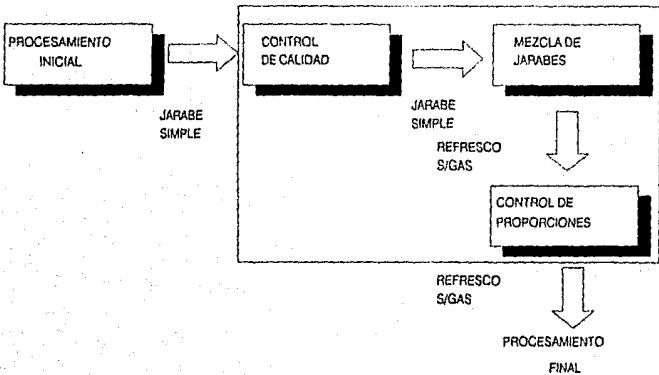 PROCESAMIENTO
INICIAL
JARABE
SIMPLE
CONTROL
DE CALIDAD
JARABE
SIMPLE
MEZCLA DE
JARABES
REFRESCO
S/GAS
CONTROL DE
PROPORCIONES
REFRESCO
S/GAS
PROCESAMIENTO
FINAL